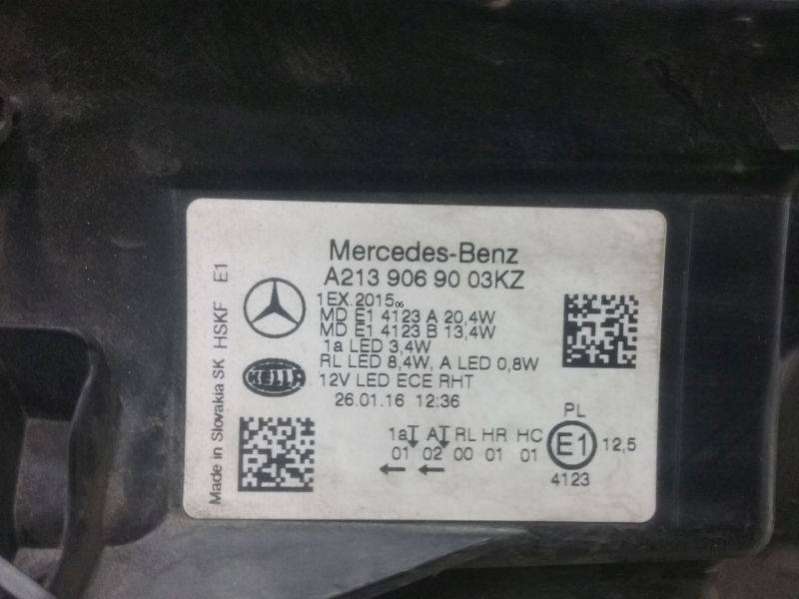 Mercedes-Benz
A213 906 90 03KZ
1EX.2015₀₆
MD E1 4123 A 20,4W
MD E1 4123 B 13,4W
1a LED 3,4W
RL LED 8,4W, A LED 0,8W
12V LED ECE RHT
26.01.16 12:36
HELLA
Made in Slovakia SK HSKF E1
1a A RL HR HC
01 02 00 01 01
PL
E1 12,5
4123